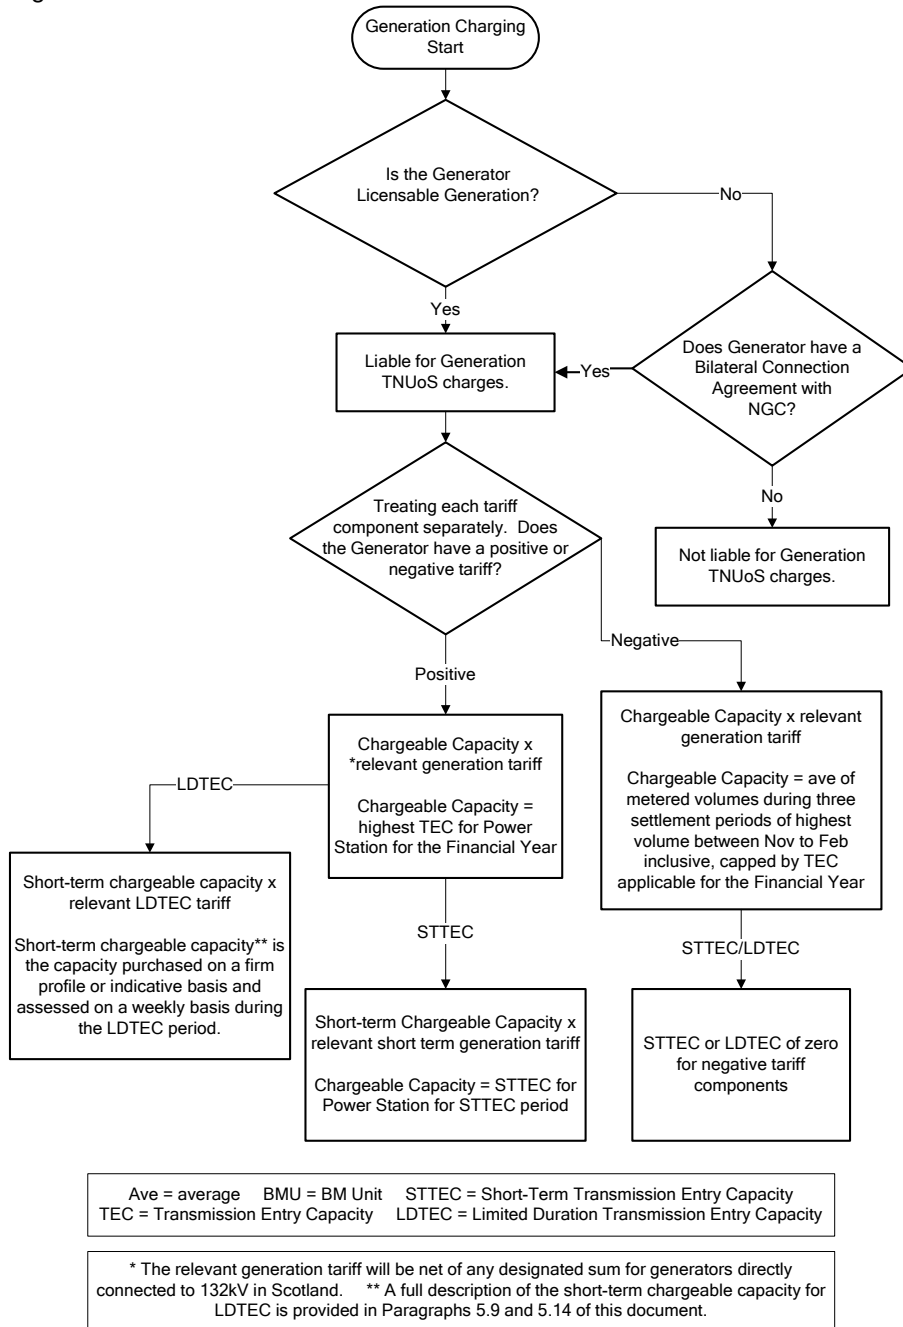 Generation Charging
Start
Is the Generator
Licensable Generation?
No
Yes
Does Generator have a
Bilateral Connection
Agreement with
NGC?
Liable for Generation
TNUoS charges.
Yes
No
Not liable for Generation
TNUoS charges.
Treating each tariff
component separately.  Does
the Generator have a positive or
negative tariff?
Negative
Positive
Chargeable Capacity x
*relevant generation tariff
Chargeable Capacity =
highest TEC for Power
Station for the Financial Year
Chargeable Capacity x relevant
generation tariff
Chargeable Capacity = ave of
metered volumes during three
settlement periods of highest
volume between Nov to Feb
inclusive, capped by TEC
applicable for the Financial Year
LDTEC
Short-term chargeable capacity x
relevant LDTEC tariff
Short-term chargeable capacity** is
the capacity purchased on a firm
profile or indicative basis and
assessed on a weekly basis during
the LDTEC period.
STTEC
STTEC/LDTEC
Short-term Chargeable Capacity x
relevant short term generation tariff
Chargeable Capacity = STTEC for
Power Station for STTEC period
STTEC or LDTEC of zero
for negative tariff
components
Ave = average    BMU = BM Unit    STTEC = Short-Term Transmission Entry Capacity
TEC = Transmission Entry Capacity    LDTEC = Limited Duration Transmission Entry Capacity
* The relevant generation tariff will be net of any designated sum for generators directly
connected to 132kV in Scotland.    ** A full description of the short-term chargeable capacity for
LDTEC is provided in Paragraphs 5.9 and 5.14 of this document.